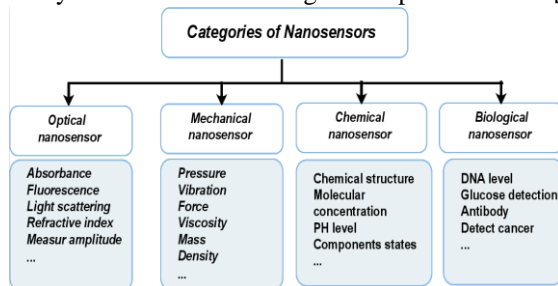 Categories of Nanosensors
Optical
nanosensor
Mechanical
nanosensor
Chemical
nanosensor
Biological
nanosensor
Absorbance
Fluorescence
Light scattering
Refractive index
Measur amplitude
...
Pressure
Vibration
Force
Viscosity
Mass
Density
...
Chemical structure
Molecular
concentration
PH level
Components states
...
DNA level
Glucose detection
Antibody
Detect cancer
...